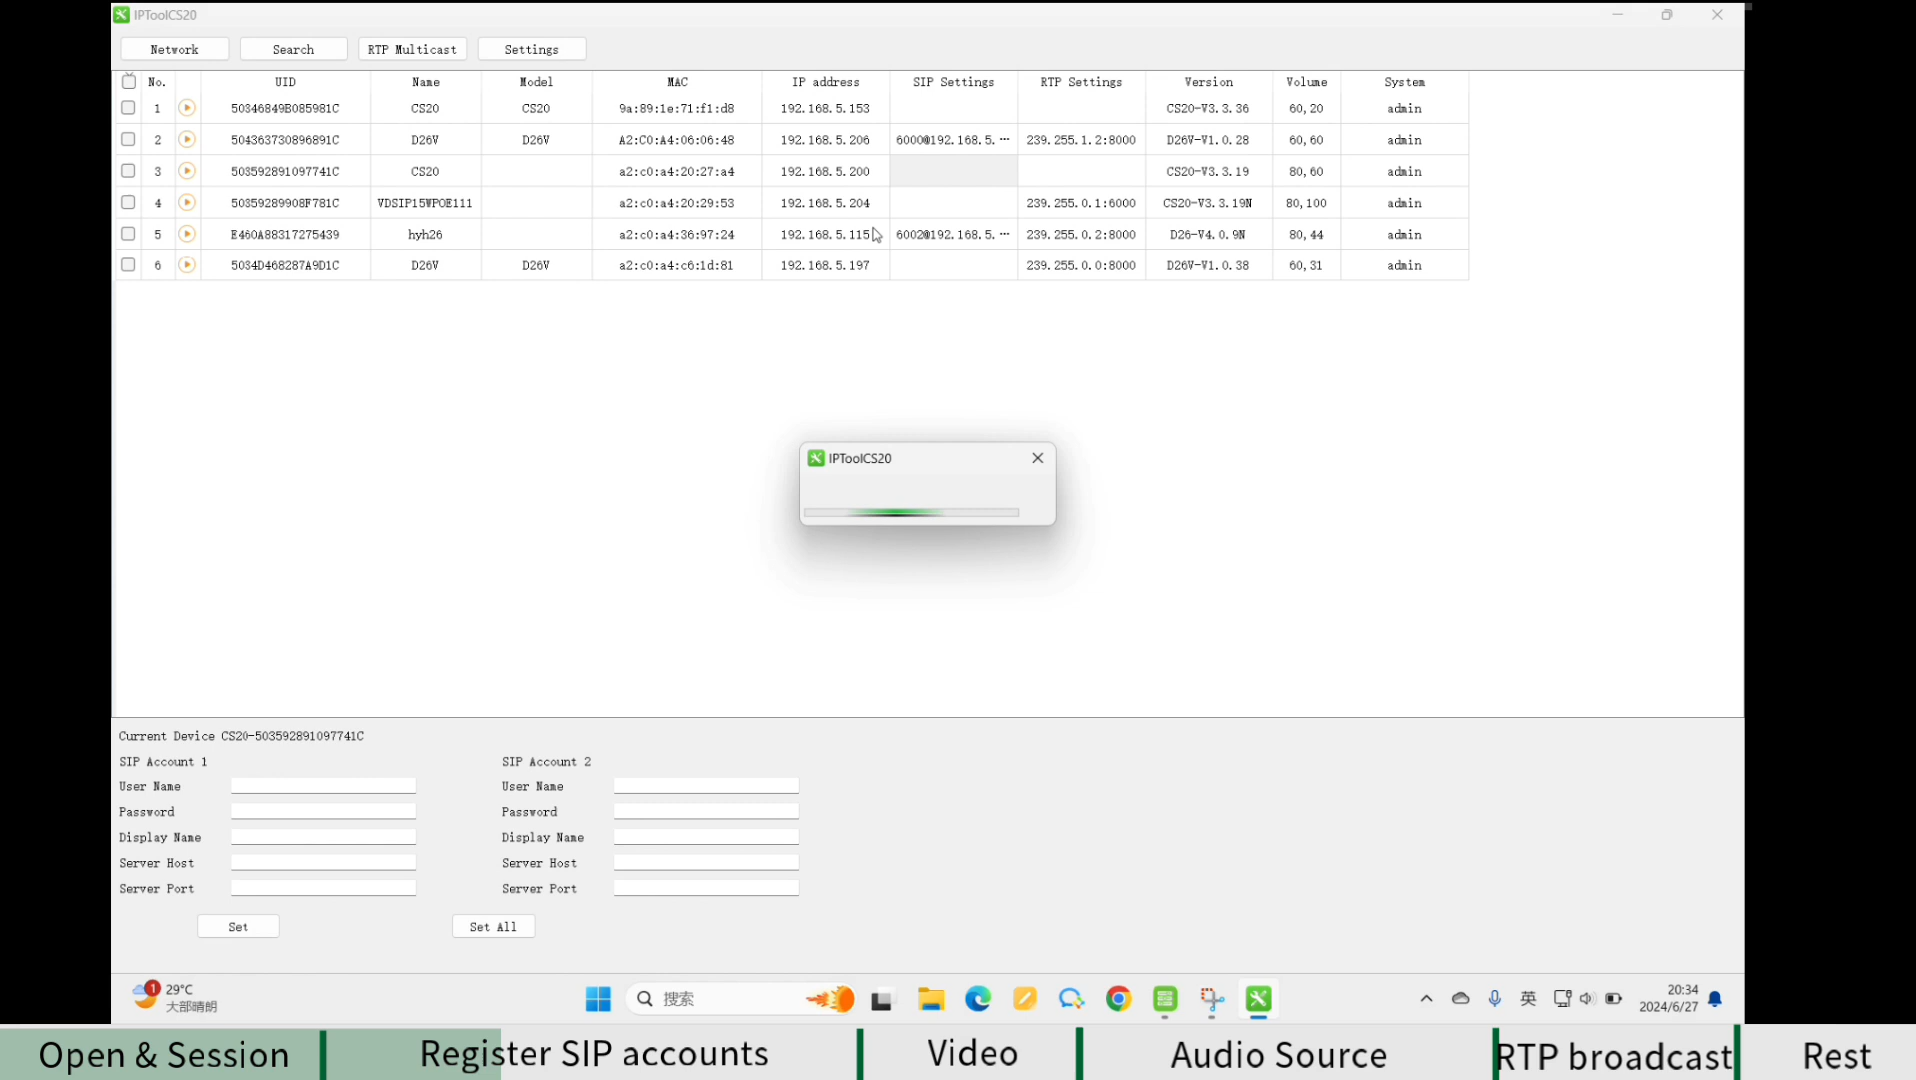 IPToolCS20
Network Search RTP Multicast Settings
No. UID Name Model MAC IP address SIP Settings RTP Settings Version Volume System
1 50346849B085981C CS20 CS20 9a:89:1e:71:f1:d8 192.168.5.153 CS20-V3.3.36 60,20 admin
2 504363730896891C D26V D26V A2:C0:A4:06:06:48 192.168.5.206 6000@192.168.5.… 239.255.1.2:8000 D26V-V1.0.28 60,60 admin
3 503592891097741C CS20 a2:c0:a4:20:27:a4 192.168.5.200 CS20-V3.3.19 80,60 admin
4 50359289908F781C VDSIP15WPOE111 a2:c0:a4:20:29:53 192.168.5.204 239.255.0.1:6000 CS20-V3.3.19N 80,100 admin
5 E460A88317275439 hyh26 a2:c0:a4:36:97:24 192.168.5.115 6002@192.168.5.… 239.255.0.2:8000 D26-V4.0.9N 80,44 admin
6 5034D468287A9D1C D26V D26V a2:c0:a4:c6:1d:81 192.168.5.197 239.255.0.0:8000 D26V-V1.0.38 60,31 admin
IPToolCS20
Current Device CS20-503592891097741C
SIP Account 1 SIP Account 2
User Name User Name
Password Password
Display Name Display Name
Server Host Server Host
Server Port Server Port
Set Set All
1 29°C
大部晴朗
搜索
英
20:34
2024/6/27
Open & Session Register SIP accounts Video Audio Source RTP broadcast Rest